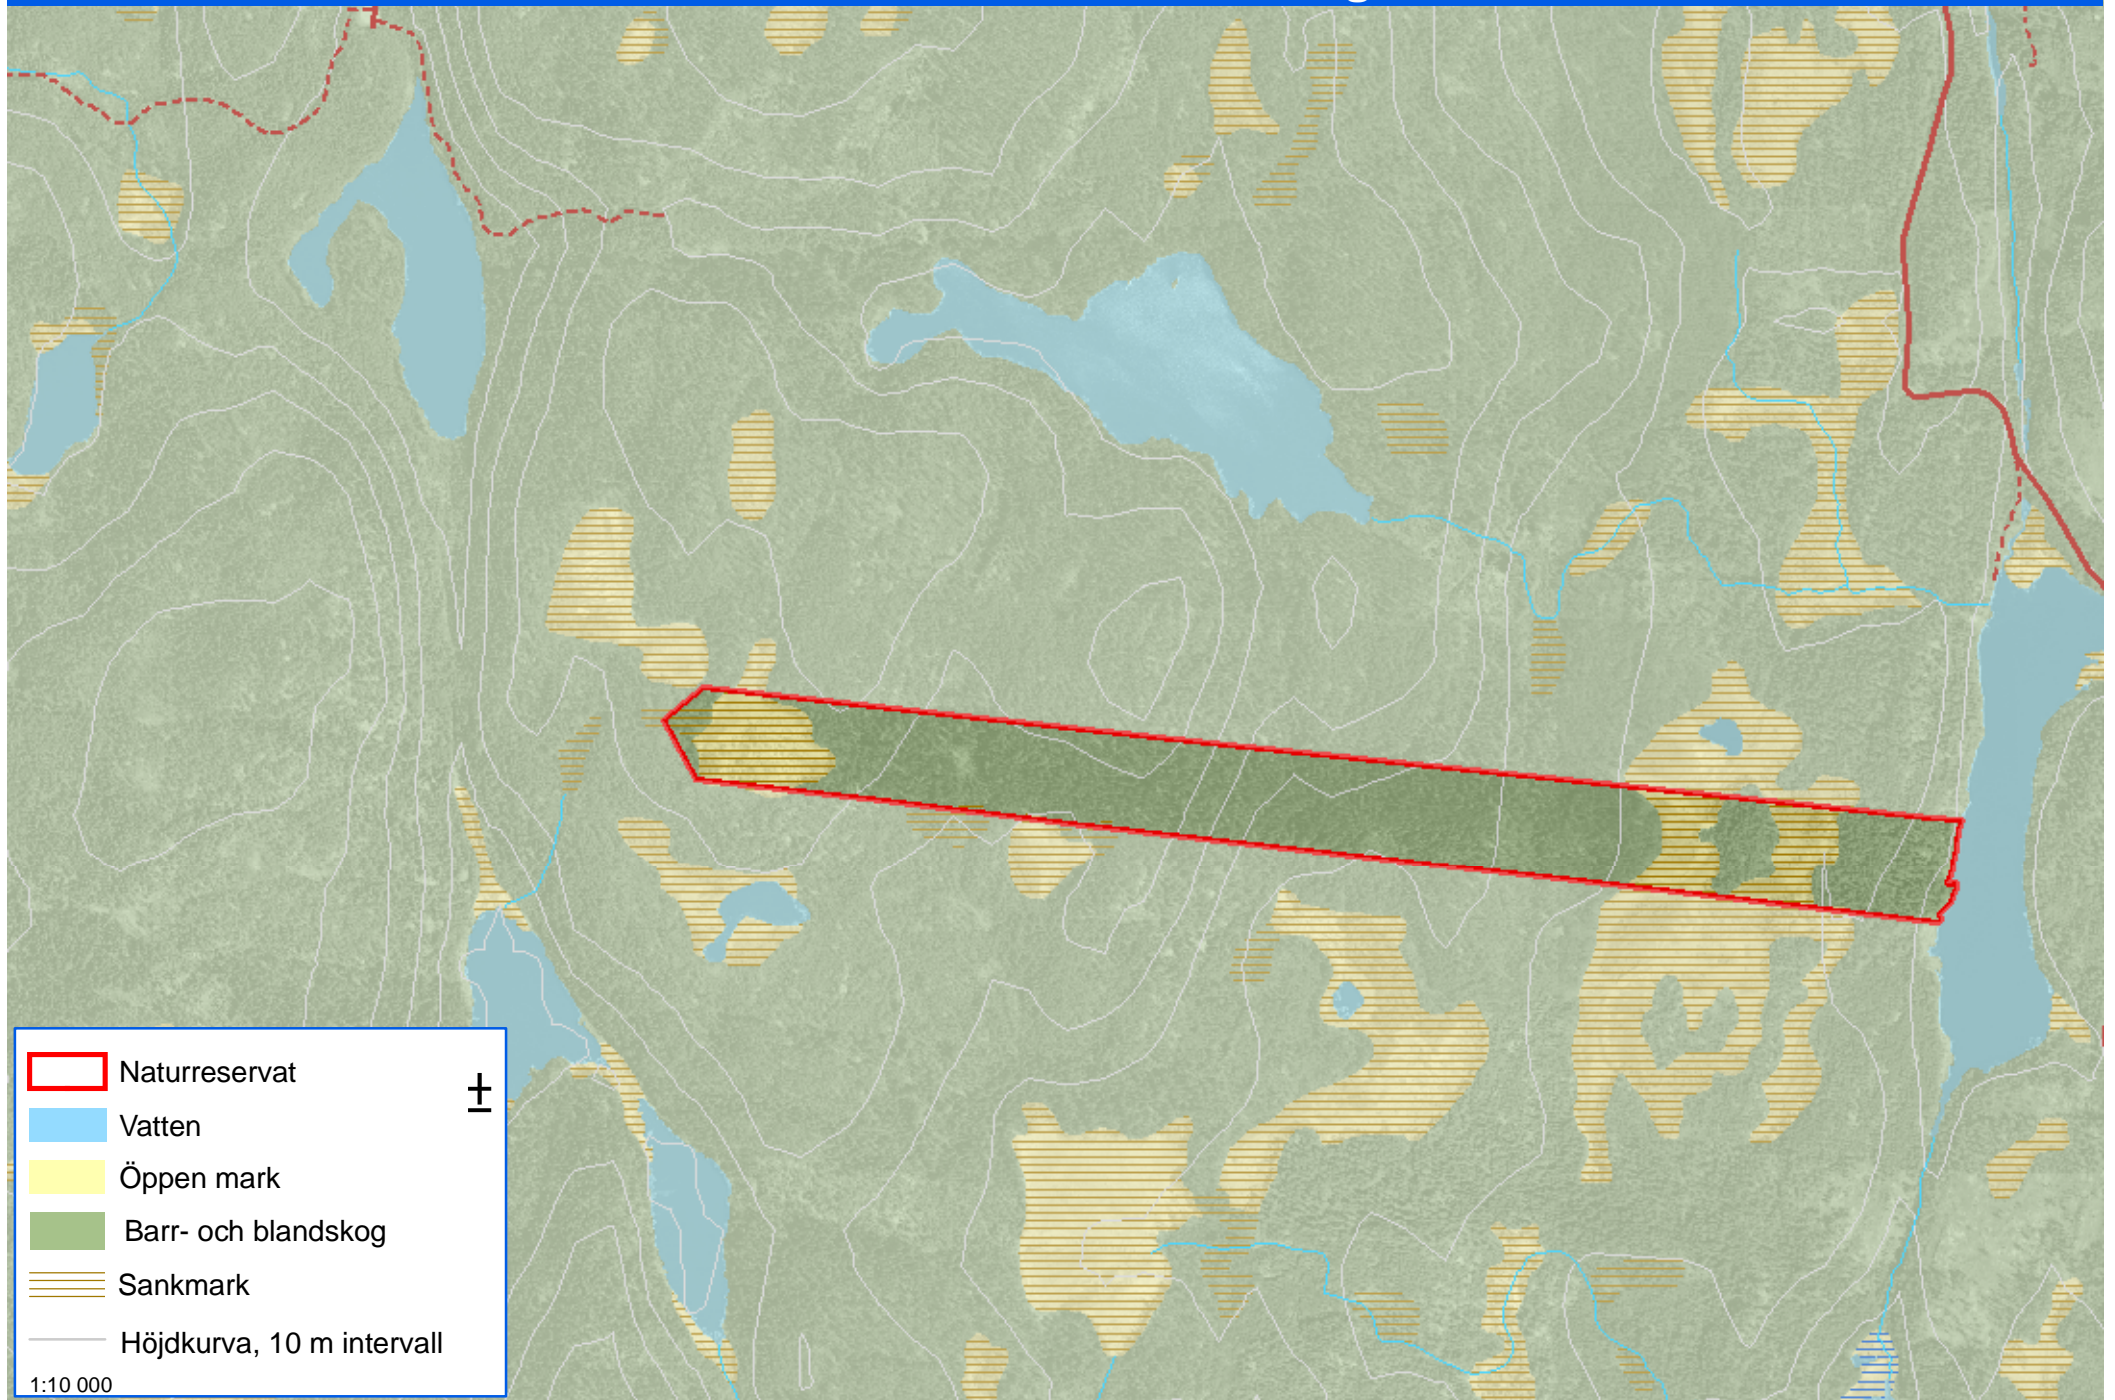 Naturreservat
Vatten
Öppen mark
Barr- och blandskog
Sankmark
Höjdkurva, 10 m intervall
1:10 000